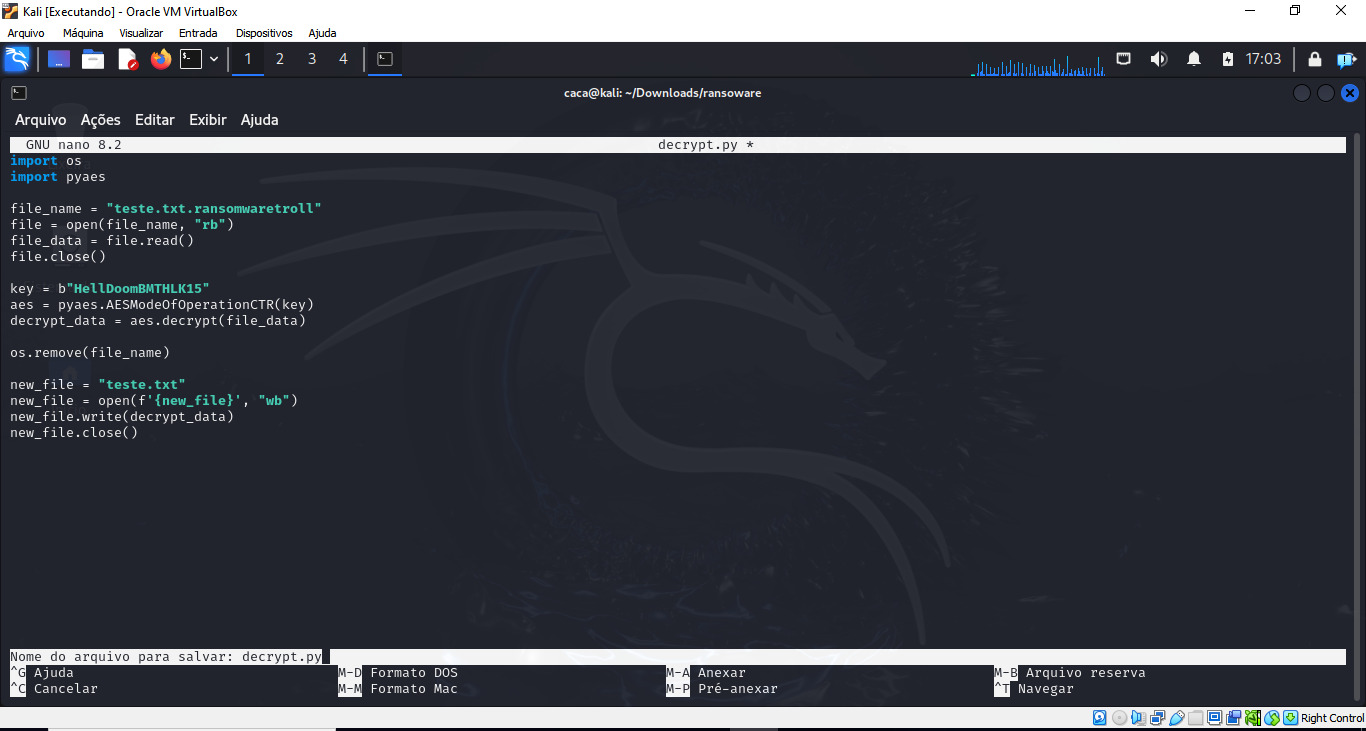 Kali [Executando] - Oracle VM VirtualBox
Arquivo Máquina Visualizar Entrada Dispositivos Ajuda
1 2 3 4 17:03
caca@kali: ~/Downloads/ransoware
Arquivo Ações Editar Exibir Ajuda
GNU nano 8.2 decrypt.py *
import os
import pyaes
file_name = "teste.txt.ransomwaretroll"
file = open(file_name, "rb")
file_data = file.read()
file.close()
key = b"HellDoomBMTHLK15"
aes = pyaes.AESModeOfOperationCTR(key)
decrypt_data = aes.decrypt(file_data)
os.remove(file_name)
new_file = "teste.txt"
new_file = open(f'{new_file}', "wb")
new_file.write(decrypt_data)
new_file.close()
Nome do arquivo para salvar: decrypt.py
^G Ajuda M-D Formato DOS M-A Anexar M-B Arquivo reserva
^C Cancelar M-M Formato Mac M-P Pré-anexar ^T Navegar
Right Control